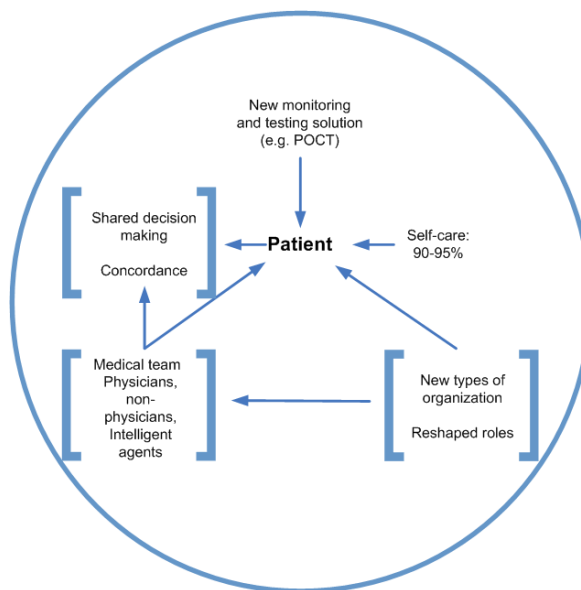 New monitoring
and testing solution
(e.g. POCT)
Shared decision
making
Concordance
Patient
Self-care:
90-95%
Medical team
Physicians,
non-
physicians,
Intelligent
agents
New types of
organization
Reshaped roles